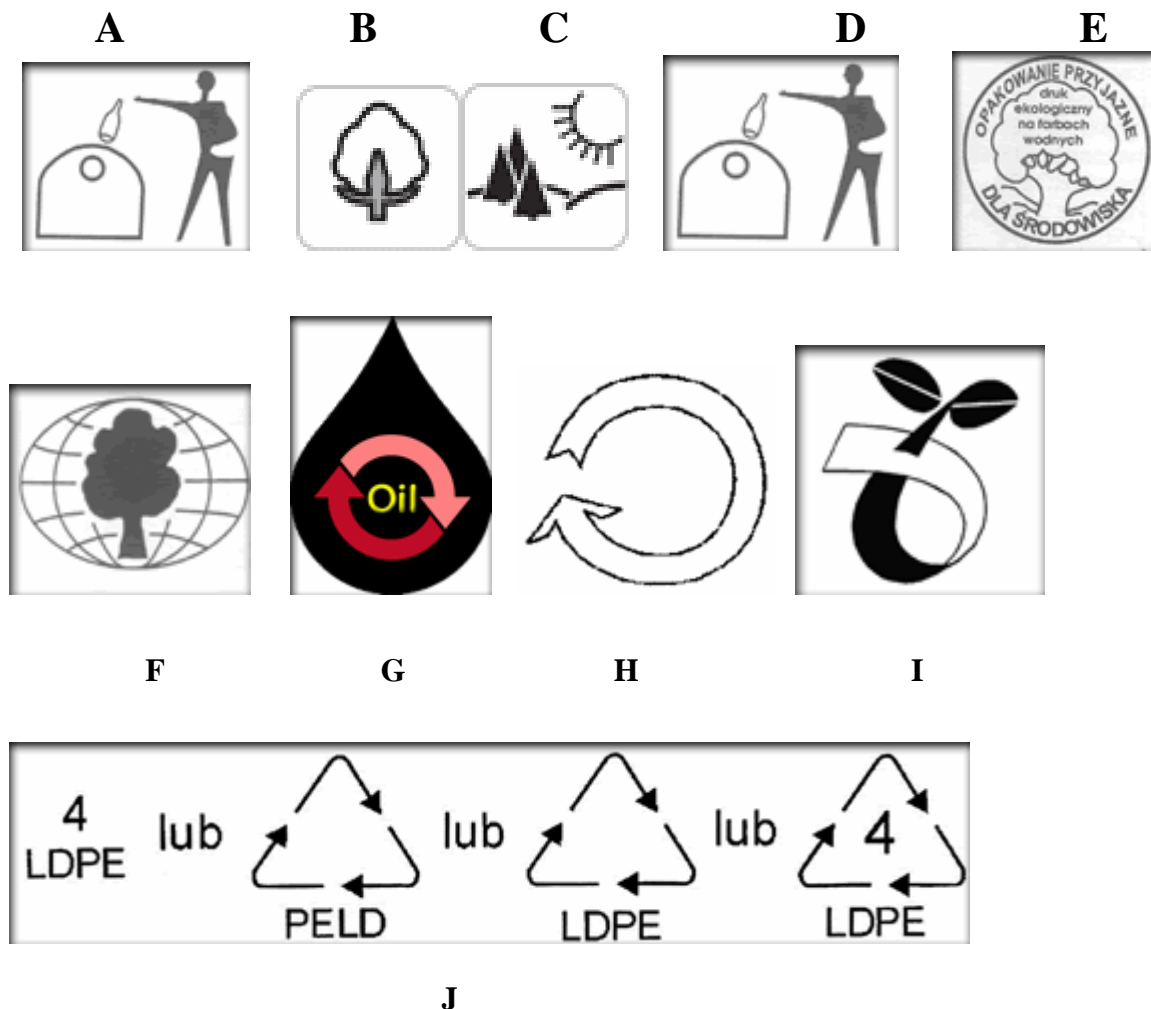 A B C D E
OPAKOWANIE PRZYJAZNE
druk
ekologiczny
na farbach
wodnych
DLA ŚRODOWISKA
Oil
F G H I
4
LDPE
lub
PELD
lub
LDPE
lub
4
LDPE
J